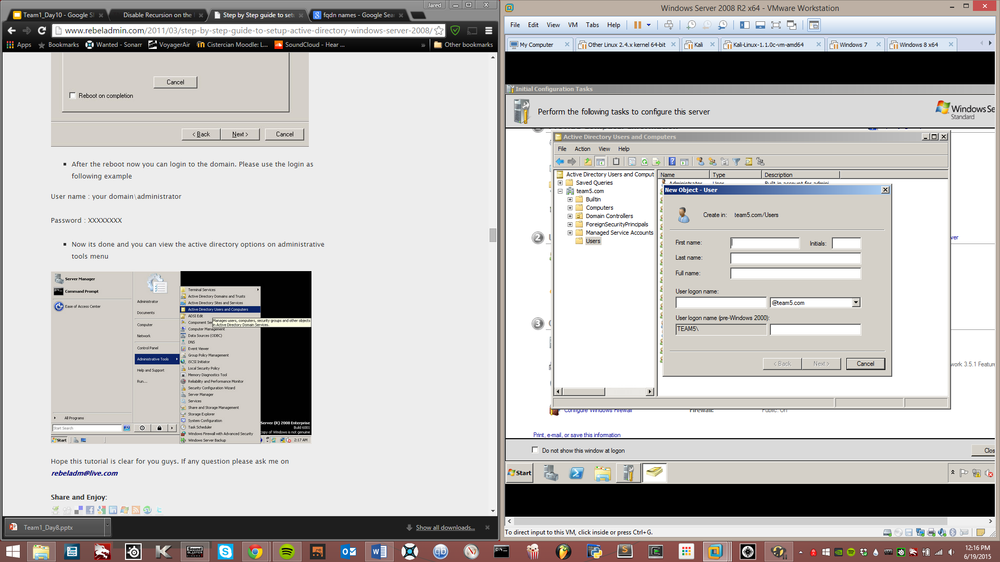 Jared
Team1_Day10 - Google Sl
Disable Recursion on the
Step by Step guide to setu
fqdn names - Google Sear
www.rebeladmin.com/2011/03/step-by-step-guide-to-setup-active-directory-windows-server-2008/
Apps
Bookmarks
Wanted - Sonarr
VoyagerAir
Cistercian Moodle: L...
SoundCloud - Hear ...
»
Other bookmarks
Cancel
Reboot on completion
< Back
Next >
Cancel
After the reboot now you can login to the domain. Please use the login as
following example
User name : your domain\administrator
Password : XXXXXXXX
Now its done and you can view the active directory options on administrative
tools menu
Server Manager
Command Prompt
Ease of Access Center
All Programs
Start Search
Administrator
Documents
Computer
Network
Control Panel
Administrative Tools
Help and Support
Run...
Terminal Services
Active Directory Domains and Trusts
Active Directory Sites and Services
Active Directory Users and Computers
ADSI Edit
Component Ser
Manages users, computers, security groups and other objects
in Active Directory Domain Services.
Computer Management
Data Sources (ODBC)
DNS
Event Viewer
Group Policy Management
iSCSI Initiator
Local Security Policy
Memory Diagnostics Tool
Reliability and Performance Monitor
Security Configuration Wizard
Server Manager
Services
Share and Storage Management
Storage Explorer
System Configuration
Task Scheduler
Windows Firewall with Advanced Security
Windows Server Backup
Server (R) 2008 Enterprise
Build 6001
copy of Windows is not genuine
Start
2:17 AM
Hope this tutorial is clear for you guys. If any question please ask me on
rebeladm@live.com
Share and Enjoy:
Team1_Day8.pptx
Show all downloads...
Windows Server 2008 R2 x64 - VMware Workstation
File Edit View VM Tabs Help
My Computer
Other Linux 2.4.x kernel 64-bit
Kali
Kali-Linux-1.1.0c-vm-amd64
Windows 7
Windows 8 x64
Initial Configuration Tasks
Perform the following tasks to configure this server
Windows Se
Standard
Active Directory Users and Computers
File Action View Help
Active Directory Users and Comput
Saved Queries
team5.com
Builtin
Computers
Domain Controllers
ForeignSecurityPrincipals
Managed Service Accounts
Users
Name
Type
Description
Administrator
User
Built-in account for admini
New Object - User
Create in: team5.com/Users
First name:
Initials:
Last name:
Full name:
User logon name:
@team5.com
User logon name (pre-Windows 2000):
TEAM5\
< Back
Next >
Cancel
2
3
ver
work 3.5.1 Feature
Configure Windows Firewall
Firewall:
Public: On
Print, e-mail, or save this information
Do not show this window at logon
Clos
Start
To direct input to this VM, click inside or press Ctrl+G.
12:16 PM
6/19/2015